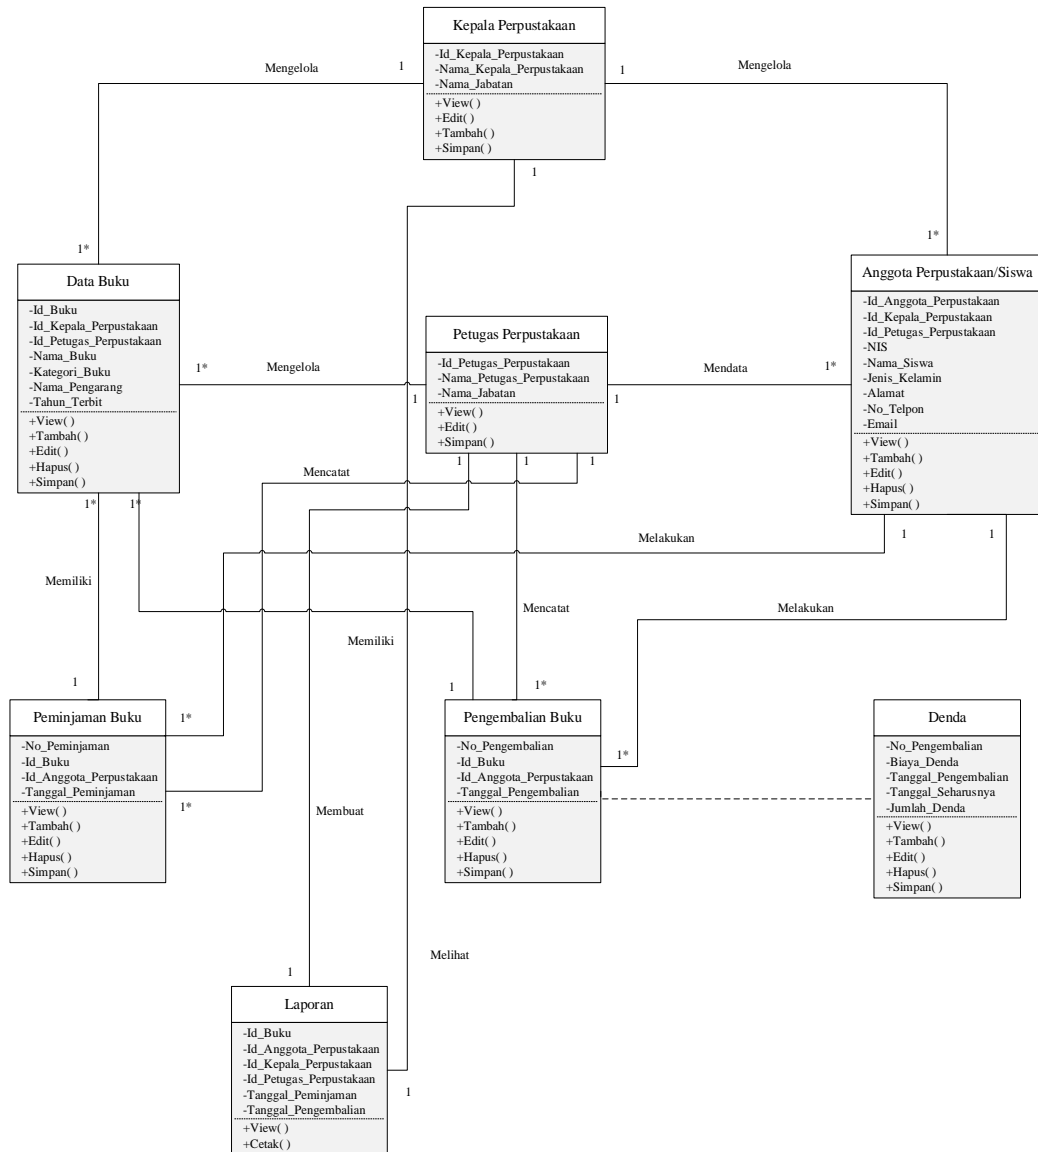 Kepala Perpustakaan
-Id_Kepala_Perpustakaan
-Nama_Kepala_Perpustakaan
-Nama_Jabatan
+View( )
+Edit( )
+Tambah( )
+Simpan( )
Mengelola
1
1
Mengelola
1
1*
1*
Data Buku
-Id_Buku
-Id_Kepala_Perpustakaan
-Id_Petugas_Perpustakaan
-Nama_Buku
-Kategori_Buku
-Nama_Pengarang
-Tahun_Terbit
+View( )
+Tambah( )
+Edit( )
+Hapus( )
+Simpan( )
1*
Mengelola
1
Petugas Perpustakaan
-Id_Petugas_Perpustakaan
-Nama_Petugas_Perpustakaan
-Nama_Jabatan
+View( )
+Edit( )
+Simpan( )
Mendata
1*
1
Anggota Perpustakaan/Siswa
-Id_Anggota_Perpustakaan
-Id_Kepala_Perpustakaan
-Id_Petugas_Perpustakaan
-NIS
-Nama_Siswa
-Jenis_Kelamin
-Alamat
-No_Telpon
-Email
+View( )
+Tambah( )
+Edit( )
+Hapus( )
+Simpan( )
1
1
1
Mencatat
1*
1*
1
1
Melakukan
Memiliki
Mencatat
Melakukan
Memiliki
1
1
1*
Peminjaman Buku
-No_Peminjaman
-Id_Buku
-Id_Anggota_Perpustakaan
-Tanggal_Peminjaman
+View( )
+Tambah( )
+Edit( )
+Hapus( )
+Simpan( )
1*
1*
Membuat
Pengembalian Buku
-No_Pengembalian
-Id_Buku
-Id_Anggota_Perpustakaan
-Tanggal_Pengembalian
+View( )
+Tambah( )
+Edit( )
+Hapus( )
+Simpan( )
1*
Denda
-No_Pengembalian
-Biaya_Denda
-Tanggal_Pengembalian
-Tanggal_Seharusnya
-Jumlah_Denda
+View( )
+Tambah( )
+Edit( )
+Hapus( )
+Simpan( )
Melihat
1
Laporan
-Id_Buku
-Id_Anggota_Perpustakaan
-Id_Kepala_Perpustakaan
-Id_Petugas_Perpustakaan
-Tanggal_Peminjaman
-Tanggal_Pengembalian
+View( )
+Cetak( )
1